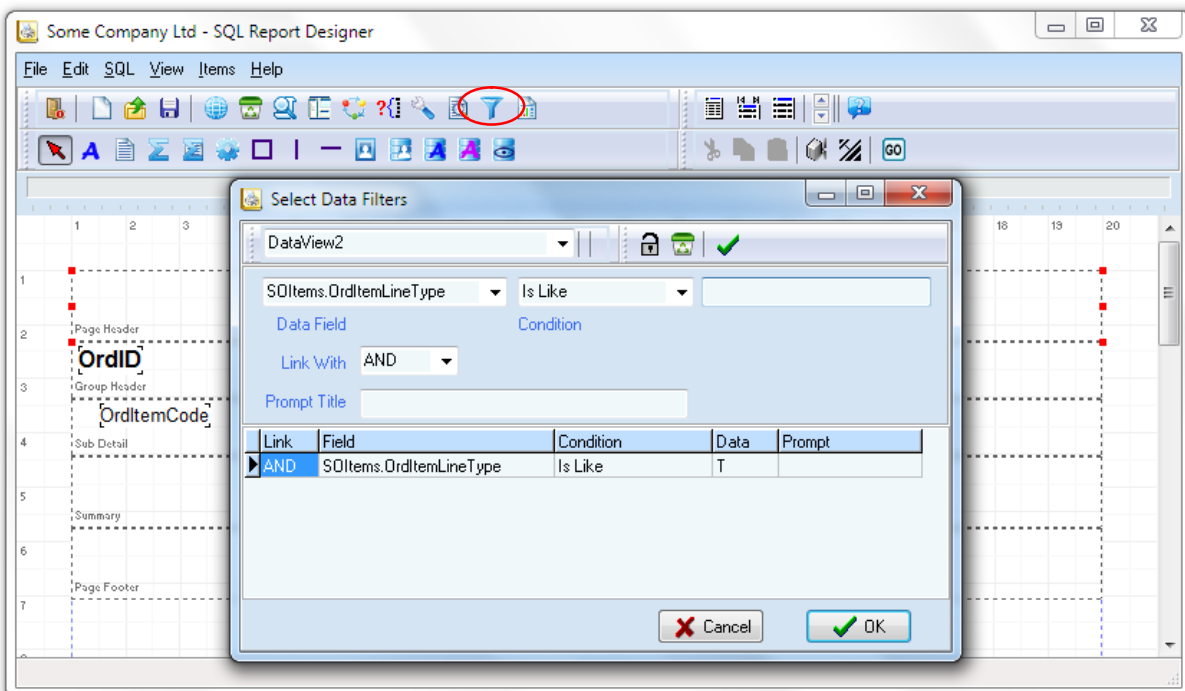 Some Company Ltd - SQL Report Designer
File Edit SQL View Items Help
GO
Select Data Filters
DataView2
1 2 3 18 19 20
SOItems.OrdItemLineType Is Like
Data Field Condition
Link With AND
Prompt Title
Link Field Condition Data Prompt
AND SOItems.OrdItemLineType Is Like T
Cancel OK
1
Page Header
2
OrdID
3
Group Header
OrdItemCode
4
Sub Detail
5
Summary
6
Page Footer
7